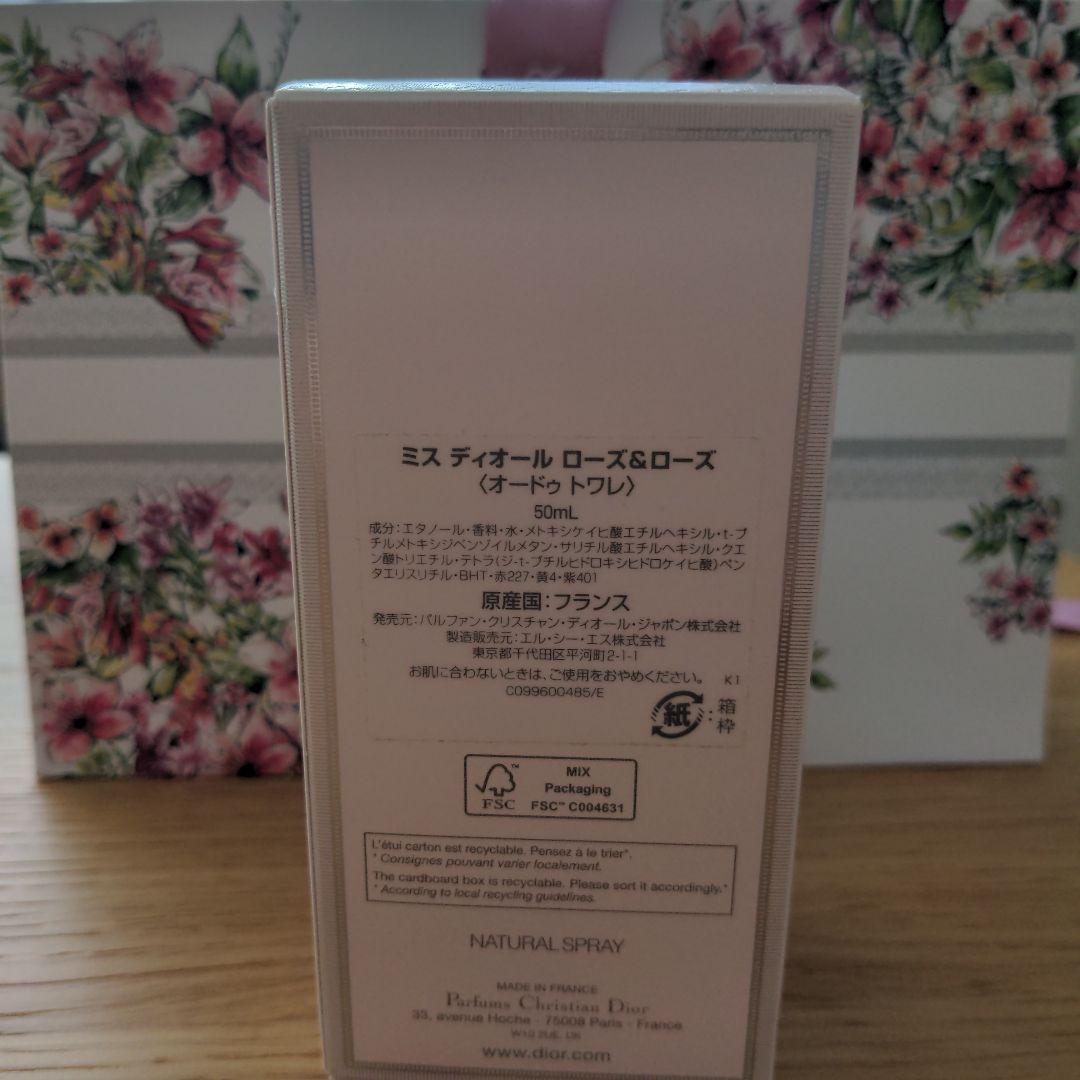 ミス ディオール ローズ&ローズ
〈オードゥ トワレ〉
50mL
成分：エタノール・香料・水・メトキシケイヒ酸エチルヘキシル・t-ブ
チルメトキシジベンゾイルメタン・サリチル酸エチルヘキシル・クエ
ン酸トリエチル・テトラ(ジ-t-ブチルヒドロキシヒドロケイヒ酸)ペン
タエリスリチル・BHT・赤227・黄4・紫401
原産国：フランス
発売元：パルファン・クリスチャン・ディオール・ジャポン株式会社
製造販売元：エル・シー・エス株式会社
東京都千代田区平河町2-1-1
お肌に合わないときは、ご使用をおやめください。 K1
C099600485/E
紙：箱
枠
FSC™
MIX
Packaging
FSC™ C004631
L'étui carton est recyclable. Pensez à le trier*.
* Consignes pouvant varier localement.
The cardboard box is recyclable. Please sort it accordingly.*
* According to local recycling guidelines.
NATURAL SPRAY
MADE IN FRANCE
Parfums Christian Dior
33, avenue Hoche - 75008 Paris - France
W1D 2UE, UK
www.dior.com